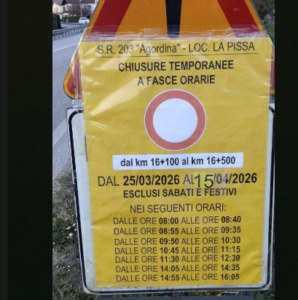 S.R. 203 "Agordina" - LOC. LA PISSA
CHIUSURE TEMPORANEE
A FASCE ORARIE
dal km 16+100 al km 16+500
DAL 25/03/2026 AL 15/04/2026
ESCLUSI SABATI E FESTIVI
NEI SEGUENTI ORARI:
DALLE ORE 08:00 ALLE ORE 08:40
DALLE ORE 08:55 ALLE ORE 09:35
DALLE ORE 09:50 ALLE ORE 10:30
DALLE ORE 10:45 ALLE ORE 11:15
DALLE ORE 11:30 ALLE ORE 12:30
DALLE ORE 14:05 ALLE ORE 14:35
DALLE ORE 14:55 ALLE ORE 16:05